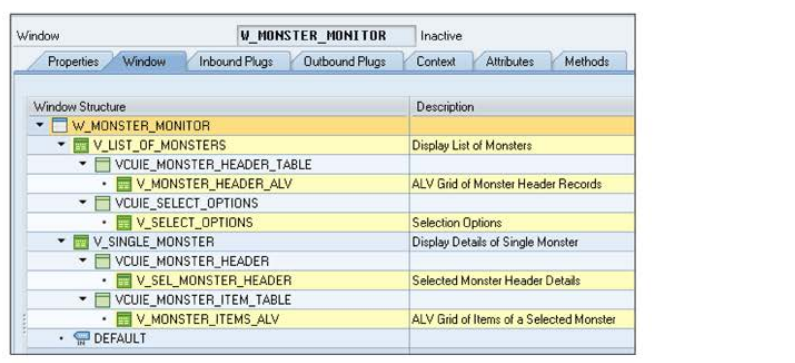 Window W_MONSTER_MONITOR Inactive
Properties Window Inbound Plugs Outbound Plugs Context Attributes Methods
Window Structure Description
W_MONSTER_MONITOR
V_LIST_OF_MONSTERS Display List of Monsters
VCUIE_MONSTER_HEADER_TABLE
V_MONSTER_HEADER_ALV ALV Grid of Monster Header Records
VCUIE_SELECT_OPTIONS
V_SELECT_OPTIONS Selection Options
V_SINGLE_MONSTER Display Details of Single Monster
VCUIE_MONSTER_HEADER
V_SEL_MONSTER_HEADER Selected Monster Header Details
VCUIE_MONSTER_ITEM_TABLE
V_MONSTER_ITEMS_ALV ALV Grid of Items of a Selected Monster
DEFAULT